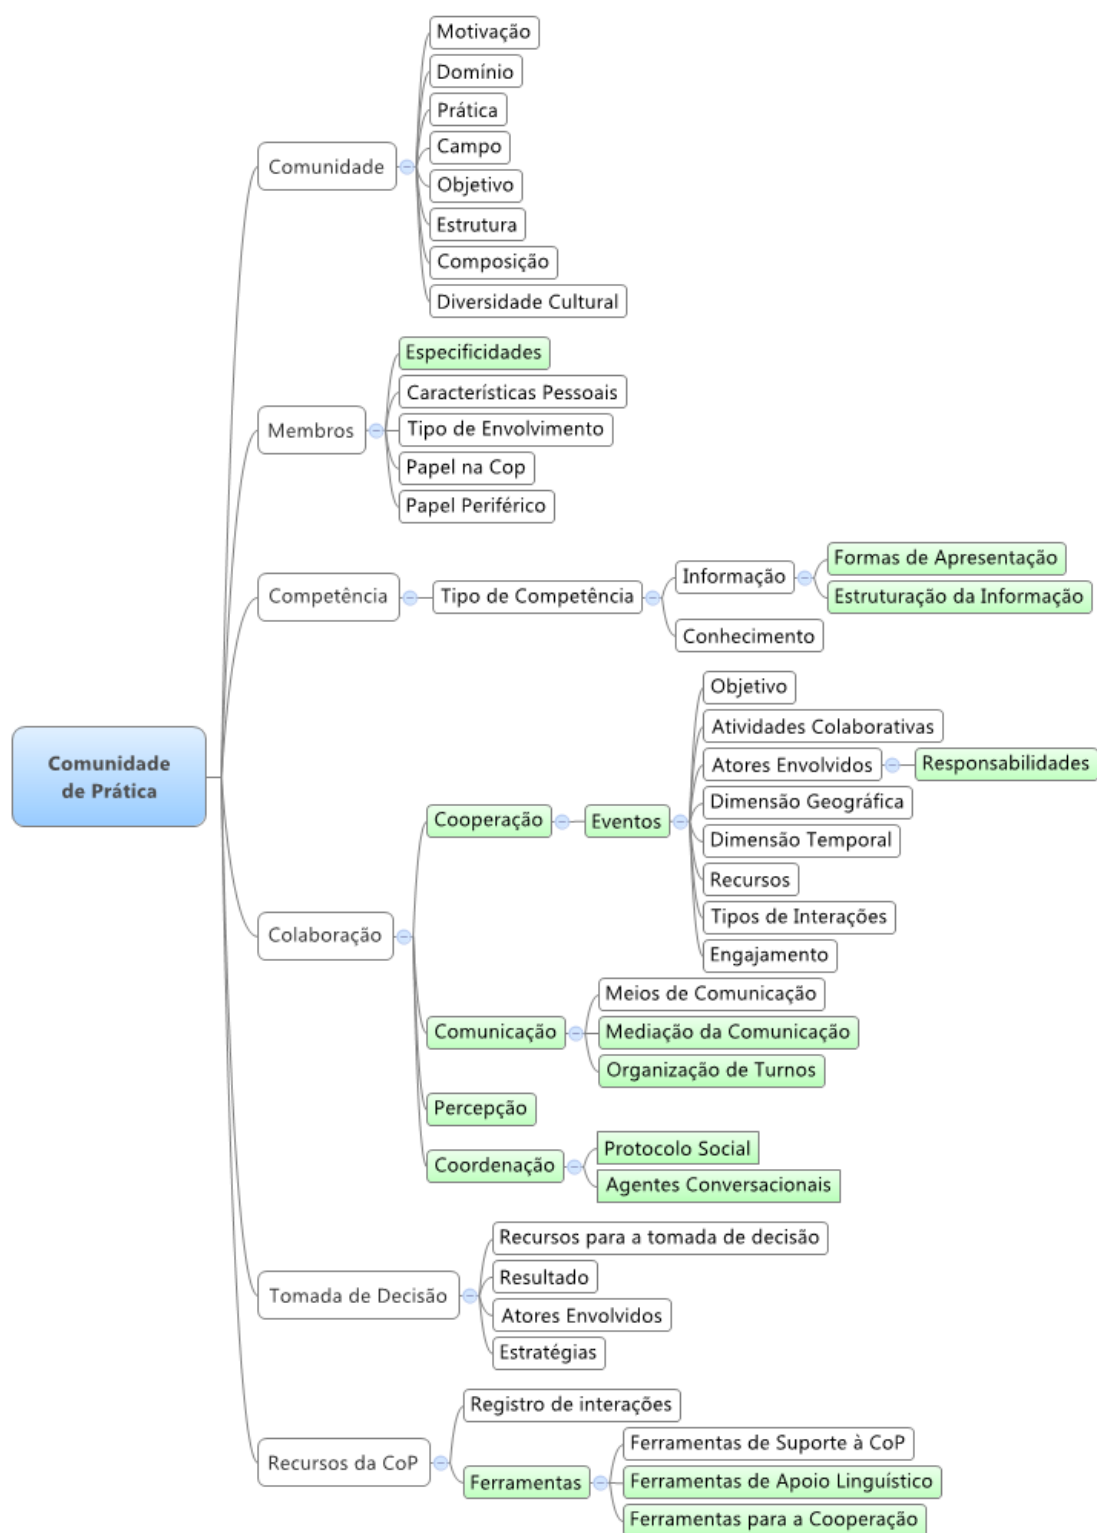 Comunidade
de Prática
Comunidade
Motivação
Domínio
Prática
Campo
Objetivo
Estrutura
Composição
Diversidade Cultural
Membros
Especificidades
Característisticas Pessoais
Tipo de Envolvimento
Papel na Cop
Papel Periférico
Competência
Tipo de Competência
Informação
Formas de Apresentação
Estruturação da Informação
Conhecimento
Colaboração
Cooperação
Eventos
Objetivo
Atividades Colaborativas
Atores Envolvidos
Responsabilidades
Dimensão Geográfica
Dimensão Temporal
Recursos
Tipos de Interações
Engajamento
Comunicação
Meios de Comunicação
Mediação da Comunicação
Organização de Turnos
Percepção
Coordenação
Protocolo Social
Agentes Conversacionais
Tomada de Decisão
Recursos para a tomada de decisão
Resultado
Atores Envolvidos
Estratégias
Recursos da CoP
Registro de interações
Ferramentas
Ferramentas de Suporte à CoP
Ferramentas de Apoio Linguístico
Ferramentas para a Cooperação